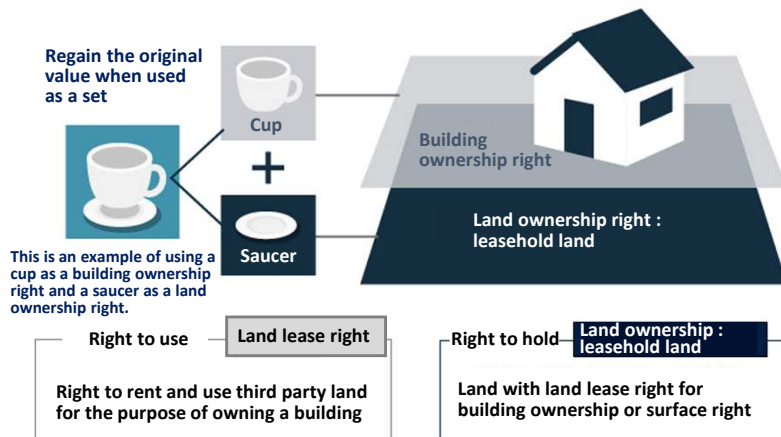 Regain the original
value when used
as a set
Cup
Saucer
This is an example of using a
cup as a building ownership
right and a saucer as a land
ownership right.
Building
ownership right
Land ownership right :
leasehold land
Right to use
Land lease right
Right to rent and use third party land
for the purpose of owning a building
Right to hold
Land ownership :
leasehold land
Land with land lease right for
building ownership or surface right